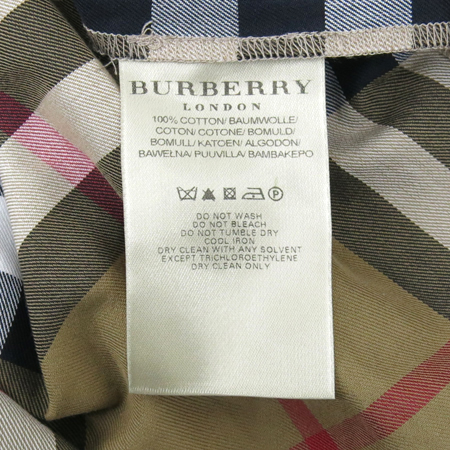 BURBERRY
LONDON
100% COTTON/ BAUMWOLLE/
COTON/ COTONE/ BOMULD/
BOMULL/ KATOEN/ ALGODON/
BAWEŁNA/ PUUVILLA/ BAMBAKEPO
P
DO NOT WASH
DO NOT BLEACH
DO NOT TUMBLE DRY
COOL IRON
DRY CLEAN WITH ANY SOLVENT
EXCEPT TRICHLOROETHYLENE
DRY CLEAN ONLY